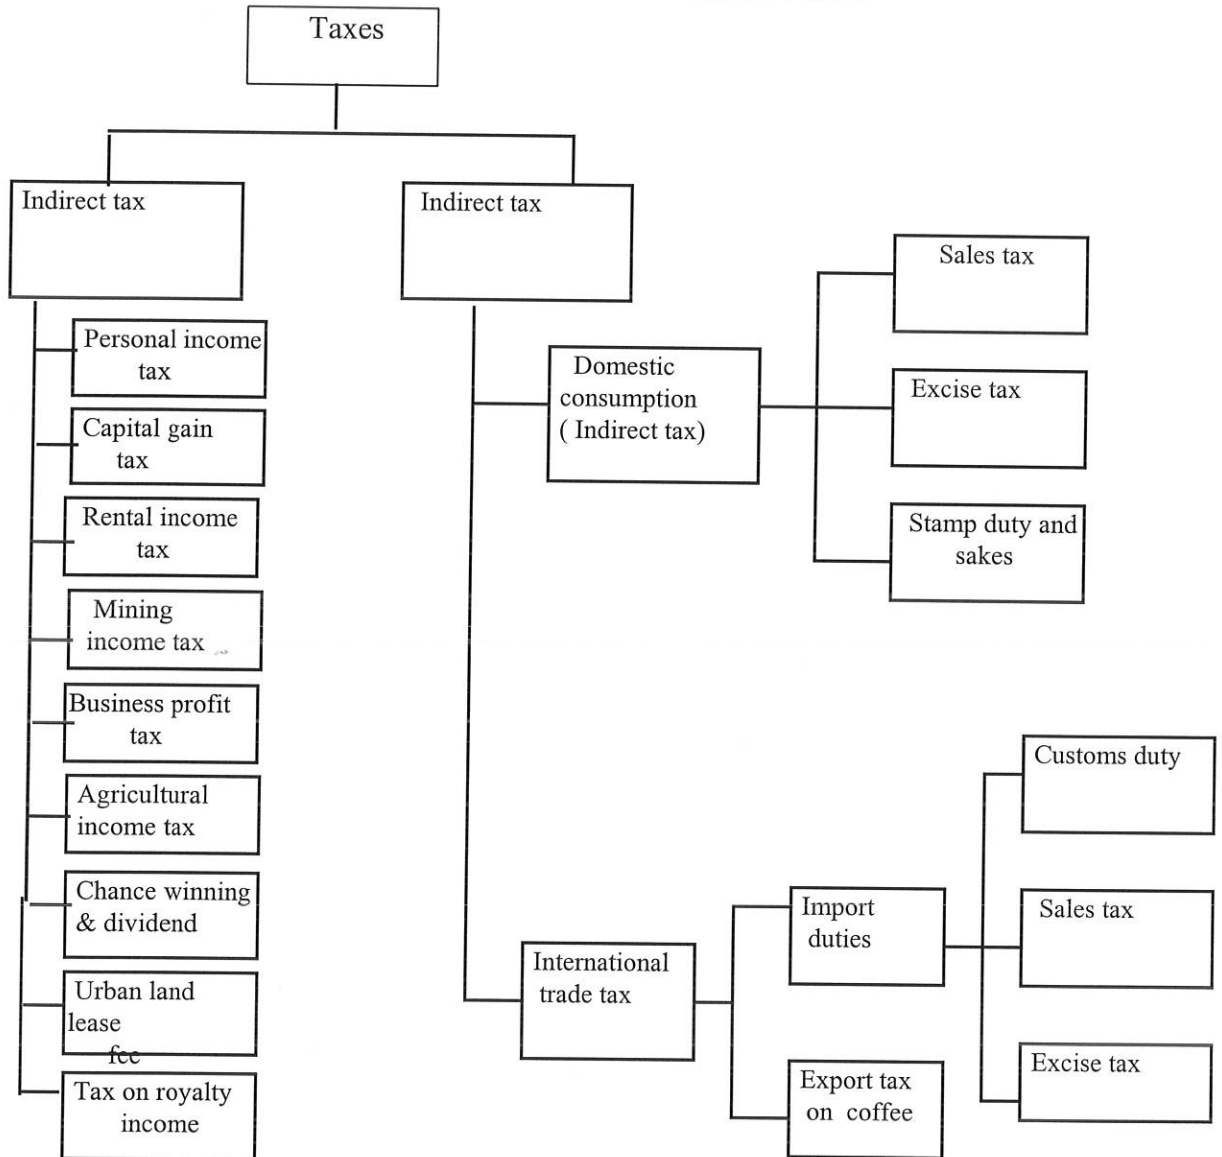 Taxes
Indirect tax
Personal income
tax
Capital gain
tax
Rental income
tax
Mining
income tax
Business profit
tax
Agricultural
income tax
Chance winning
& dividend
Urban land
lease
fee
Tax on royalty
income
Indirect tax
Domestic
consumption
( Indirect tax)
Sales tax
Excise tax
Stamp duty and
sakes
International
trade tax
Import
duties
Customs duty
Sales tax
Excise tax
Export tax
on coffee